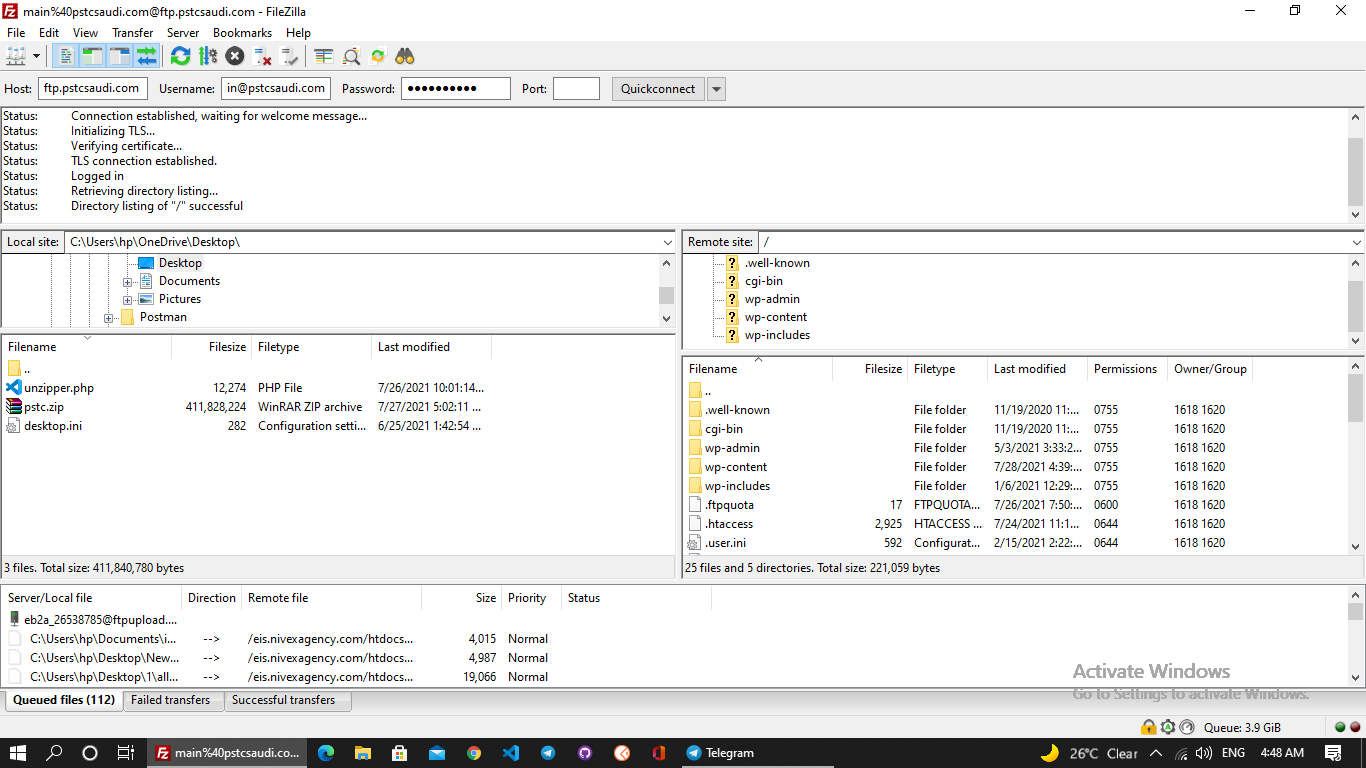 main%40pstcsaudi.com@ftp.pstcsaudi.com - FileZilla
File Edit View Transfer Server Bookmarks Help
Host: ftp.pstcsaudi.com Username: in@pstcsaudi.com Password: ●●●●●●●●●● Port: Quickconnect
Status: Connection established, waiting for welcome message...
Status: Initializing TLS...
Status: Verifying certificate...
Status: TLS connection established.
Status: Logged in
Status: Retrieving directory listing...
Status: Directory listing of "/" successful
Local site: C:\Users\hp\OneDrive\Desktop\
Desktop
Documents
Pictures
Postman
Filename Filesize Filetype Last modified
..
unzipper.php 12,274 PHP File 7/26/2021 10:01:14...
pstc.zip 411,828,224 WinRAR ZIP archive 7/27/2021 5:02:11 ...
desktop.ini 282 Configuration setti... 6/25/2021 1:42:54 ...
3 files. Total size: 411,840,780 bytes
Remote site: /
.well-known
cgi-bin
wp-admin
wp-content
wp-includes
Filename Filesize Filetype Last modified Permissions Owner/Group
..
.well-known File folder 11/19/2020 11:... 0755 1618 1620
cgi-bin File folder 11/19/2020 11:... 0755 1618 1620
wp-admin File folder 5/3/2021 3:33:2... 0755 1618 1620
wp-content File folder 7/28/2021 4:39:... 0755 1618 1620
wp-includes File folder 1/6/2021 12:29:... 0755 1618 1620
.ftpquota 17 FTPQUOTA... 7/26/2021 7:50:... 0600 1618 1620
.htaccess 2,925 HTACCESS ... 7/24/2021 11:1... 0644 1618 1620
.user.ini 592 Configurat... 2/15/2021 2:22:... 0644 1618 1620
25 files and 5 directories. Total size: 221,059 bytes
Server/Local file Direction Remote file Size Priority Status
eb2a_26538785@ftpupload....
C:\Users\hp\Documents\i... --> /eis.nivexagency.com/htdocs... 4,015 Normal
C:\Users\hp\Desktop\New... --> /eis.nivexagency.com/htdocs... 4,987 Normal
C:\Users\hp\Desktop\1\all... --> /eis.nivexagency.com/htdocs... 19,066 Normal
Activate Windows
Go to Settings to activate Windows.
Queued files (112) Failed transfers Successful transfers
Queue: 3.9 GiB
main%40pstcsaudi.co... Telegram 26°C Clear ENG 4:48 AM